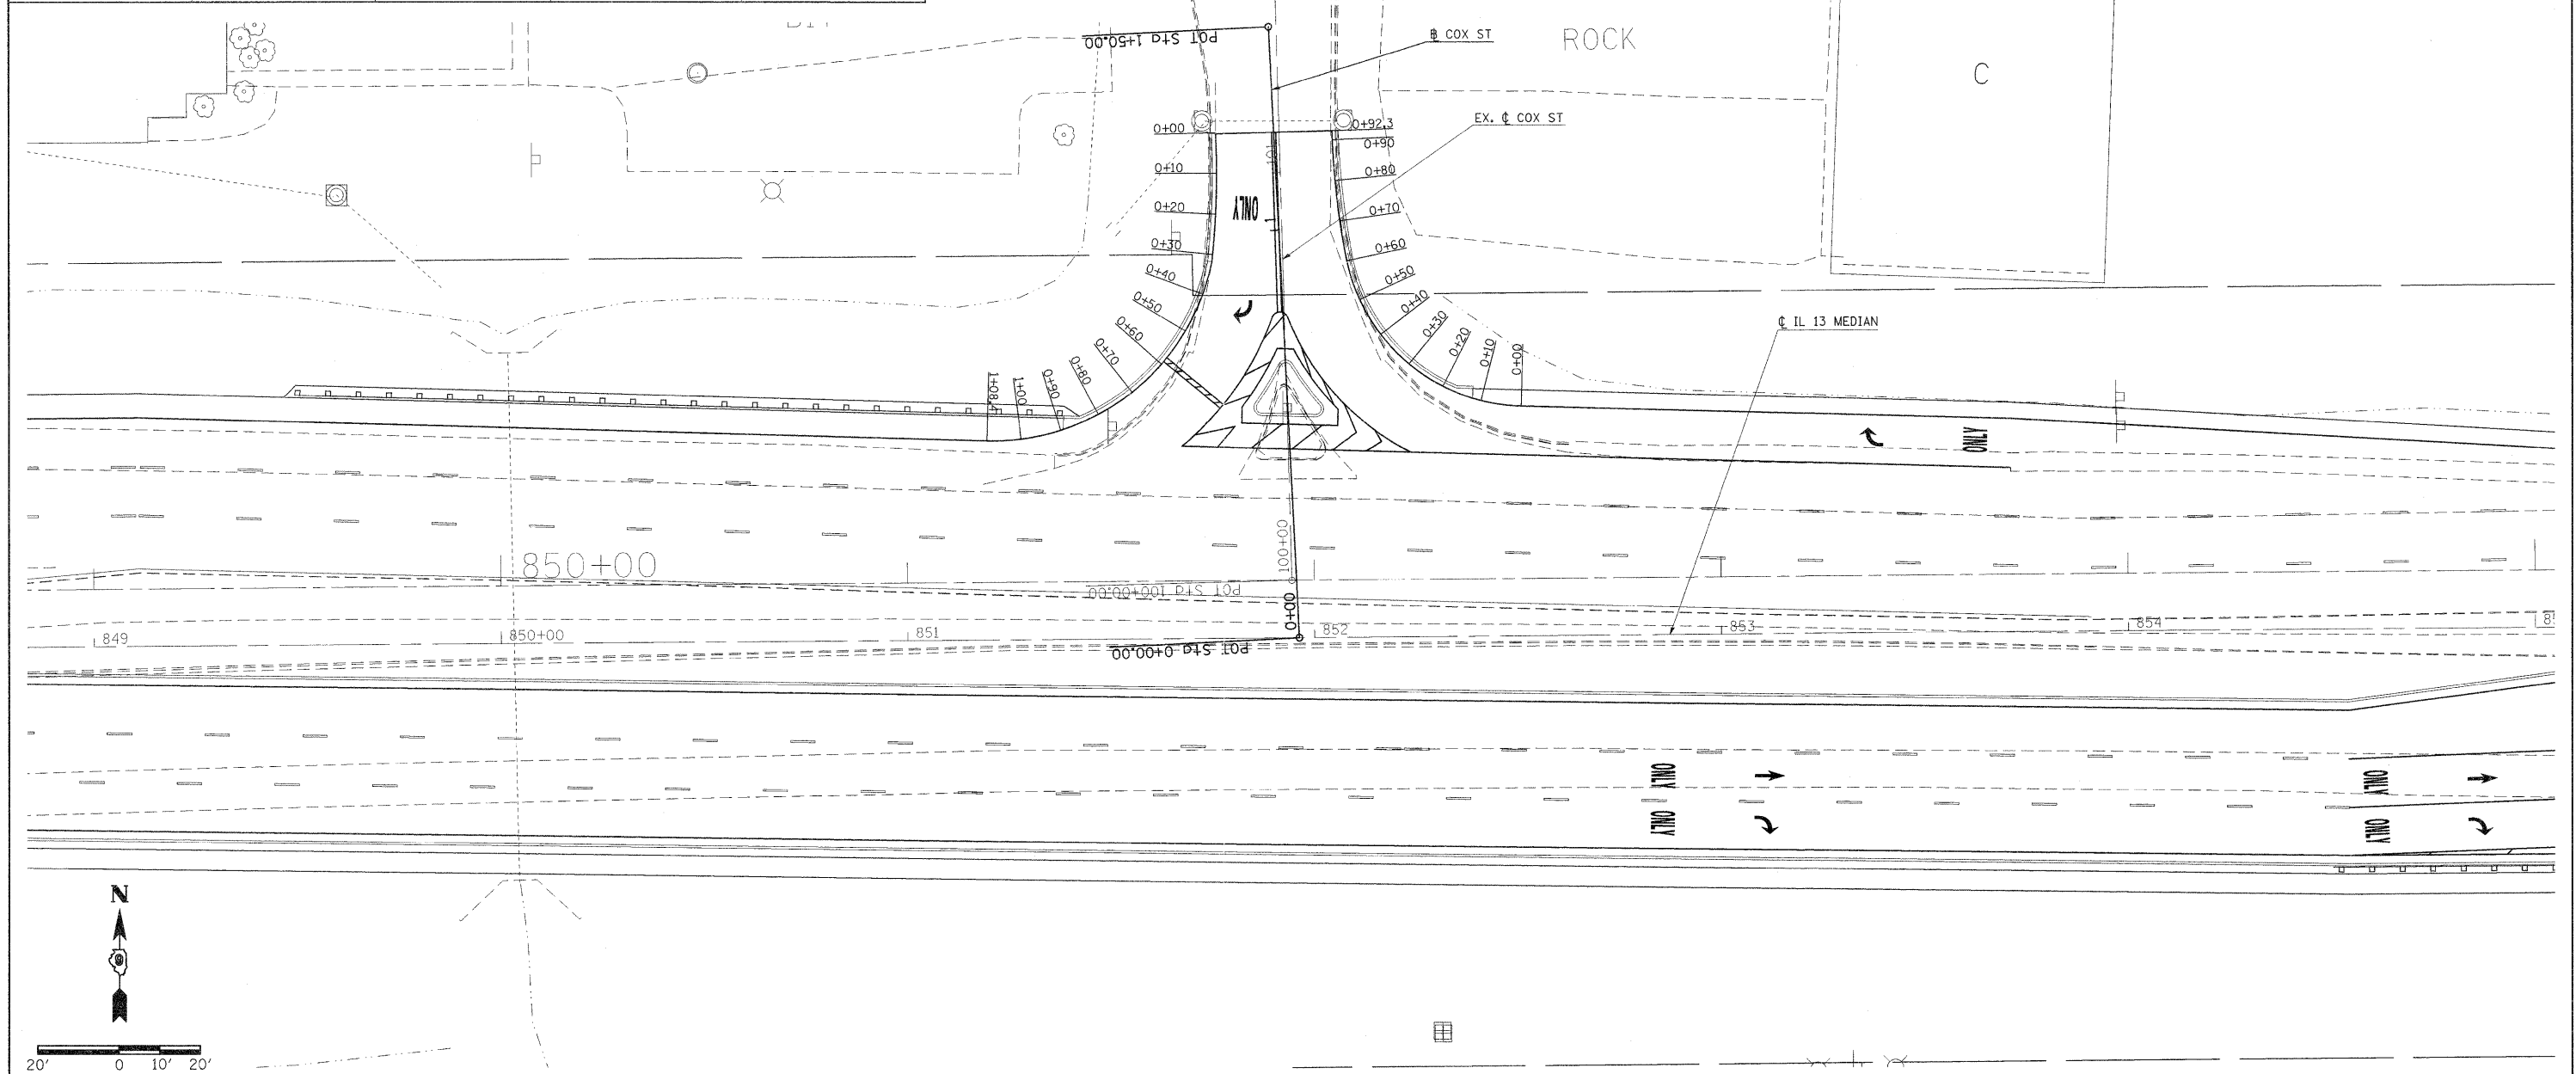 POT Sta 1+50.00
℄ COX ST
ROCK
C
EX. ℄ COX ST
0+00
0+10
0+20
0+30
0+40
0+50
0+60
0+70
0+80
0+90
1+00
1+08.4
0+92.3
0+90
0+80
0+70
0+60
0+50
0+40
0+30
0+20
0+10
0+00
ONLY
℄ IL 13 MEDIAN
ONLY
850+00
100+00
POT Sta 100+00.00
0+00
849
850+00
851
852
853
854
POT Sta 0+00.00
ONLY
ONLY
ONLY
ONLY
N
20' 0 10' 20'